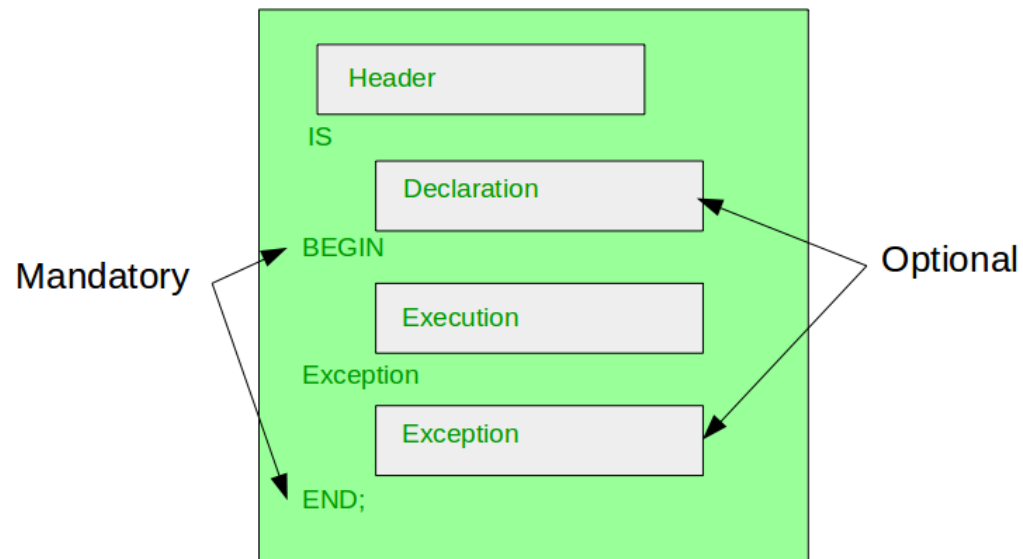 Header
IS
Declaration
BEGIN
Mandatory
Optional
Execution
Exception
Exception
END;